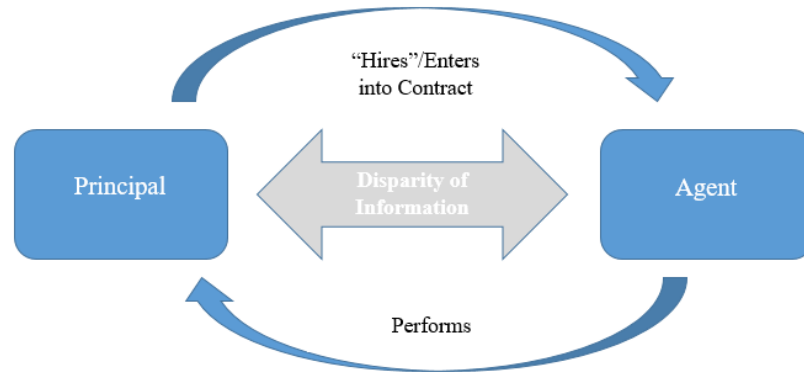 “Hires”/Enters
into Contract
Principal
Disparity of
Information
Agent
Performs